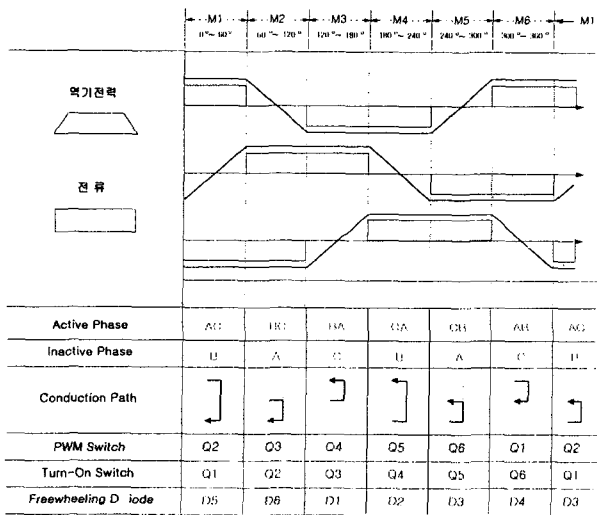 M1 M2 M3 M4 M5 M6 M1
0°~ 60° 60°~ 120° 120°~ 180° 180°~ 240° 240°~ 300° 300°~ 360°
역기전력
전 류
Active Phase AC BC BA CA CB AB AC
Inactive Phase B A C B A C B
Conduction Path
PWM Switch Q2 Q3 Q4 Q5 Q6 Q1 Q2
Turn-On Switch Q1 Q2 Q3 Q4 Q5 Q6 Q1
Freewheeling D iode D5 D6 D1 D2 D3 D4 D3